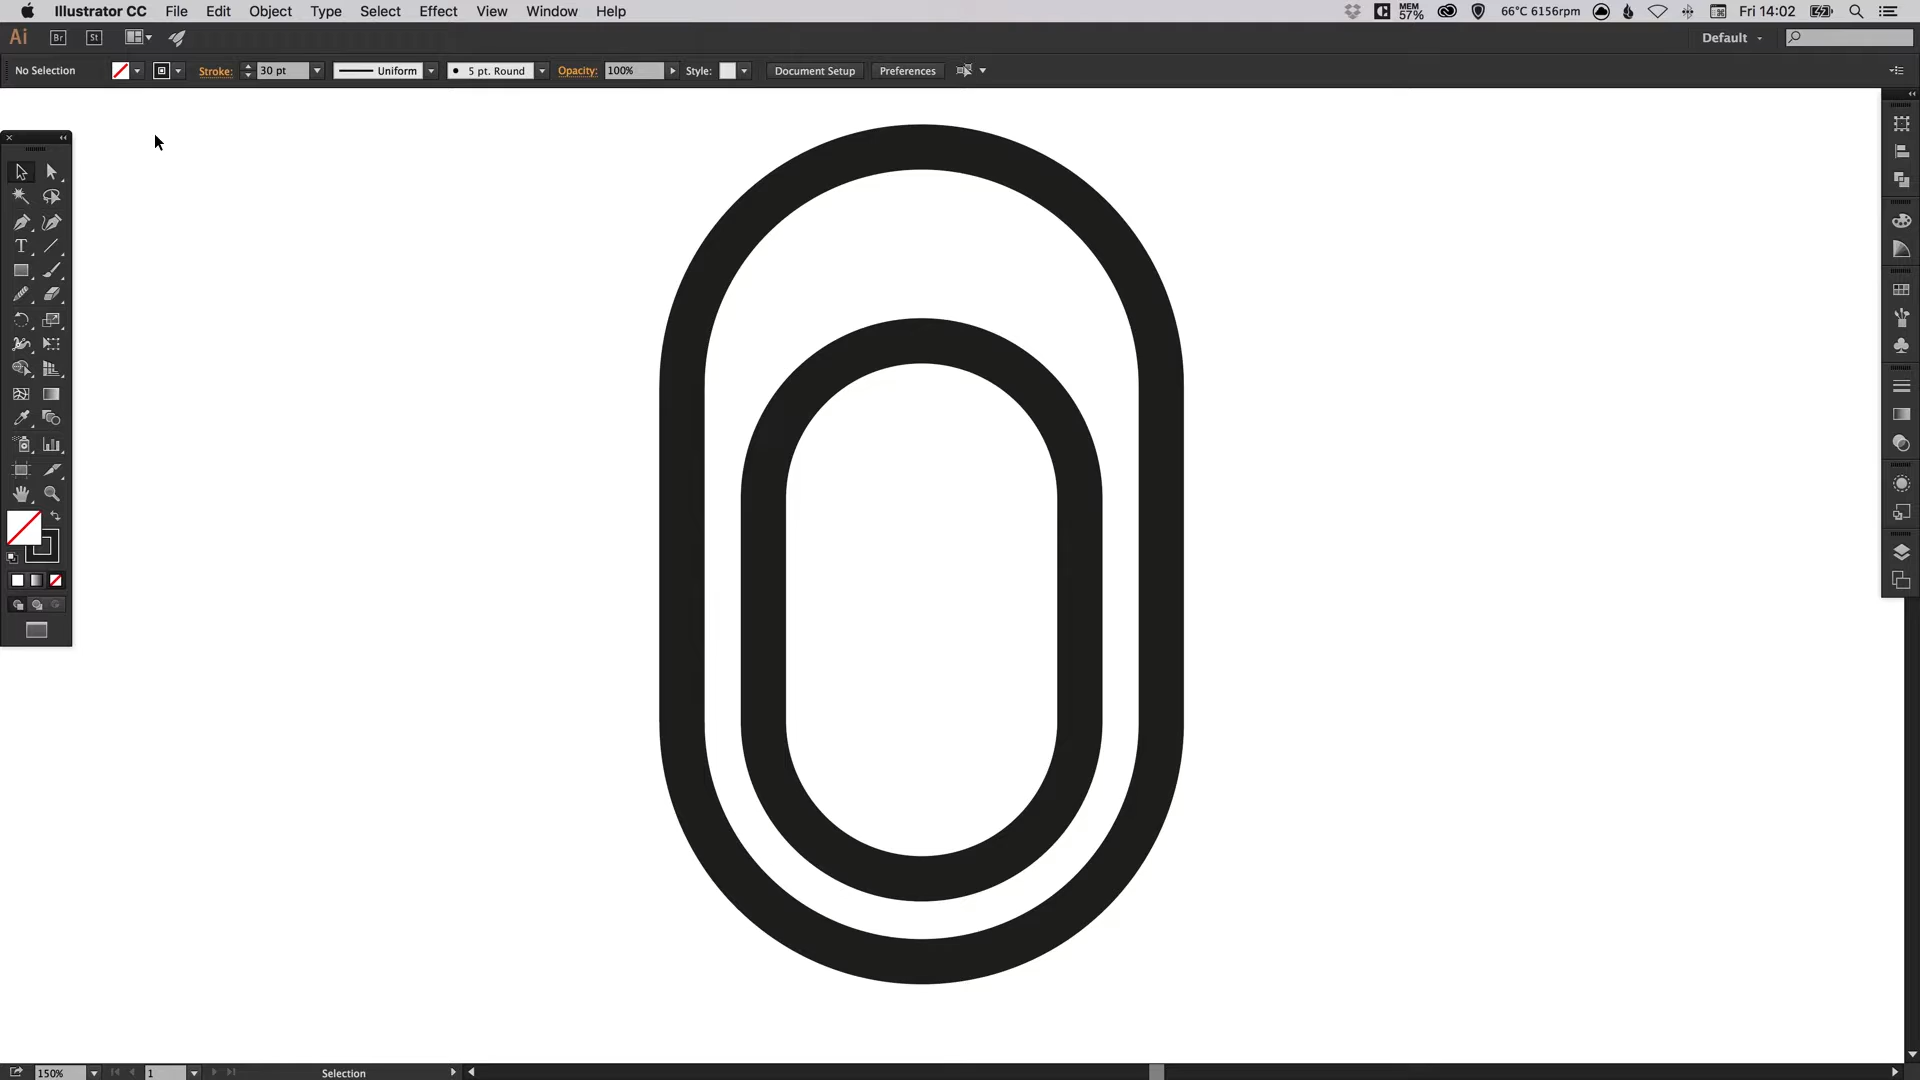 Illustrator CC File Edit Object Type Select Effect View Window Help MEM 57% 66°C 6156rpm Fri 14:02
Ai Br St Default
No Selection Stroke: 30 pt Uniform 5 pt. Round Opacity: 100% Style: Document Setup Preferences
T
150% 1 Selection